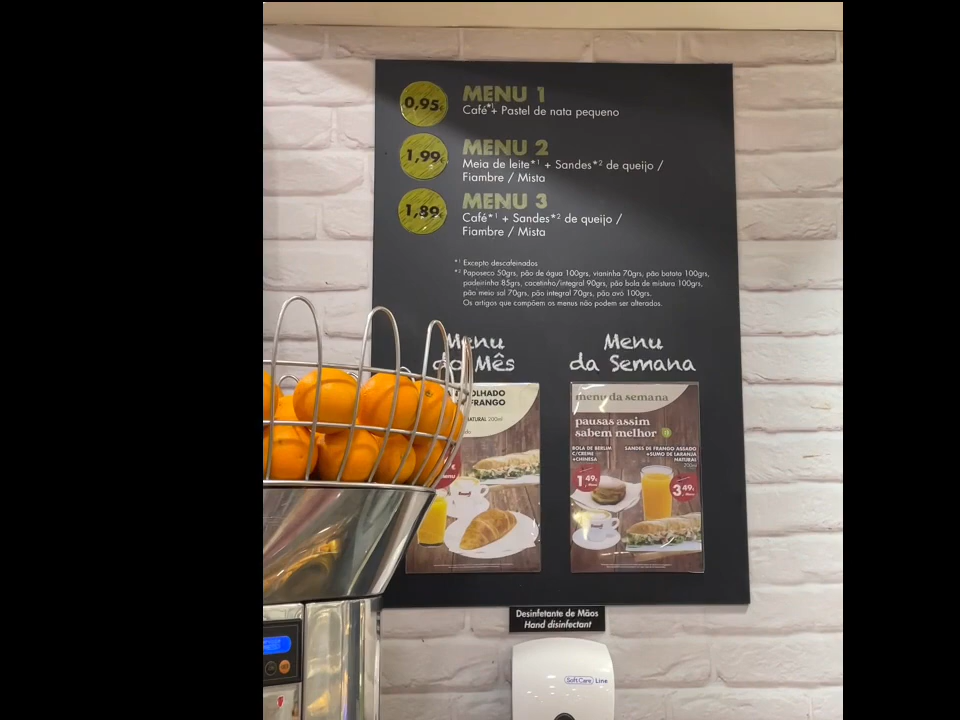 0,95€
MENU 1
Café*¹+ Pastel de nata pequeno
1,99€
MENU 2
Meia de leite*¹ + Sandes*² de queijo /
Fiambre / Mista
1,89€
MENU 3
Café*¹ + Sandes*² de queijo /
Fiambre / Mista
*¹ Excepto descafeinados
*² Paposeco 50grs, pão de água 100grs, vianinha 70grs, pão batata 100grs,
padeirinha 85grs, cacetinho/integral 90grs, pão bola de mistura 100grs,
pão meio sal 70grs, pão integral 70grs, pão avó 100grs.
Os artigos que compõem os menus não podem ser alterados.
Menu
do Mês
FRANGO
200ml
Menu
da Semana
menu da semana
pausas assim
sabem melhor
BOLA DE BERLIM
C/CREME
+CHINESA
1,49€
SANDES DE FRANGO ASSADO
+SUMO DE LARANJA
NATURAL
200ml
3,49€
Desinfetante de Mãos
Hand disinfectant
SoftCare Line